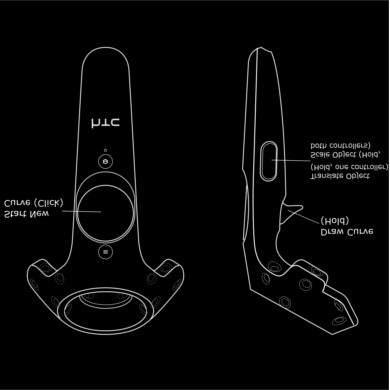 Start New
Curve (Click)
hTC
Draw Curve
(Hold)
Translate Object
(Hold, one controller)
Scale Object (Hold,
both controllers)